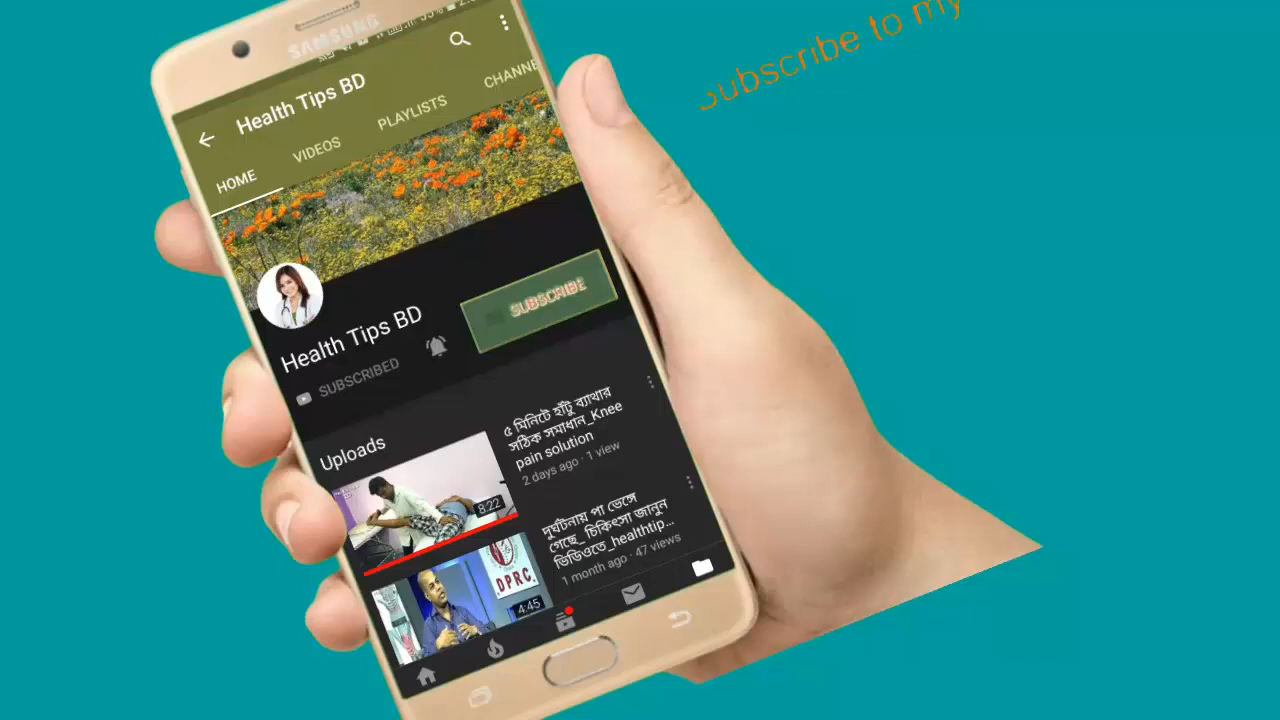 subscribe to my
SAMSUNG
Health Tips BD
HOME
VIDEOS
PLAYLISTS
CHANNE
Health Tips BD
SUBSCRIBE
SUBSCRIBED
Uploads
৫ মিনিটে হাঁটু ব্যাথার
সঠিক সমাধান_Knee
pain solution
2 days ago · 1 view
8:22
দুর্ঘটনায় পা ভেঙ্গে
গেছে_ চিকিৎসা জানুন
ভিডিওতে_healthtip...
1 month ago · 47 views
DPRC
4:45